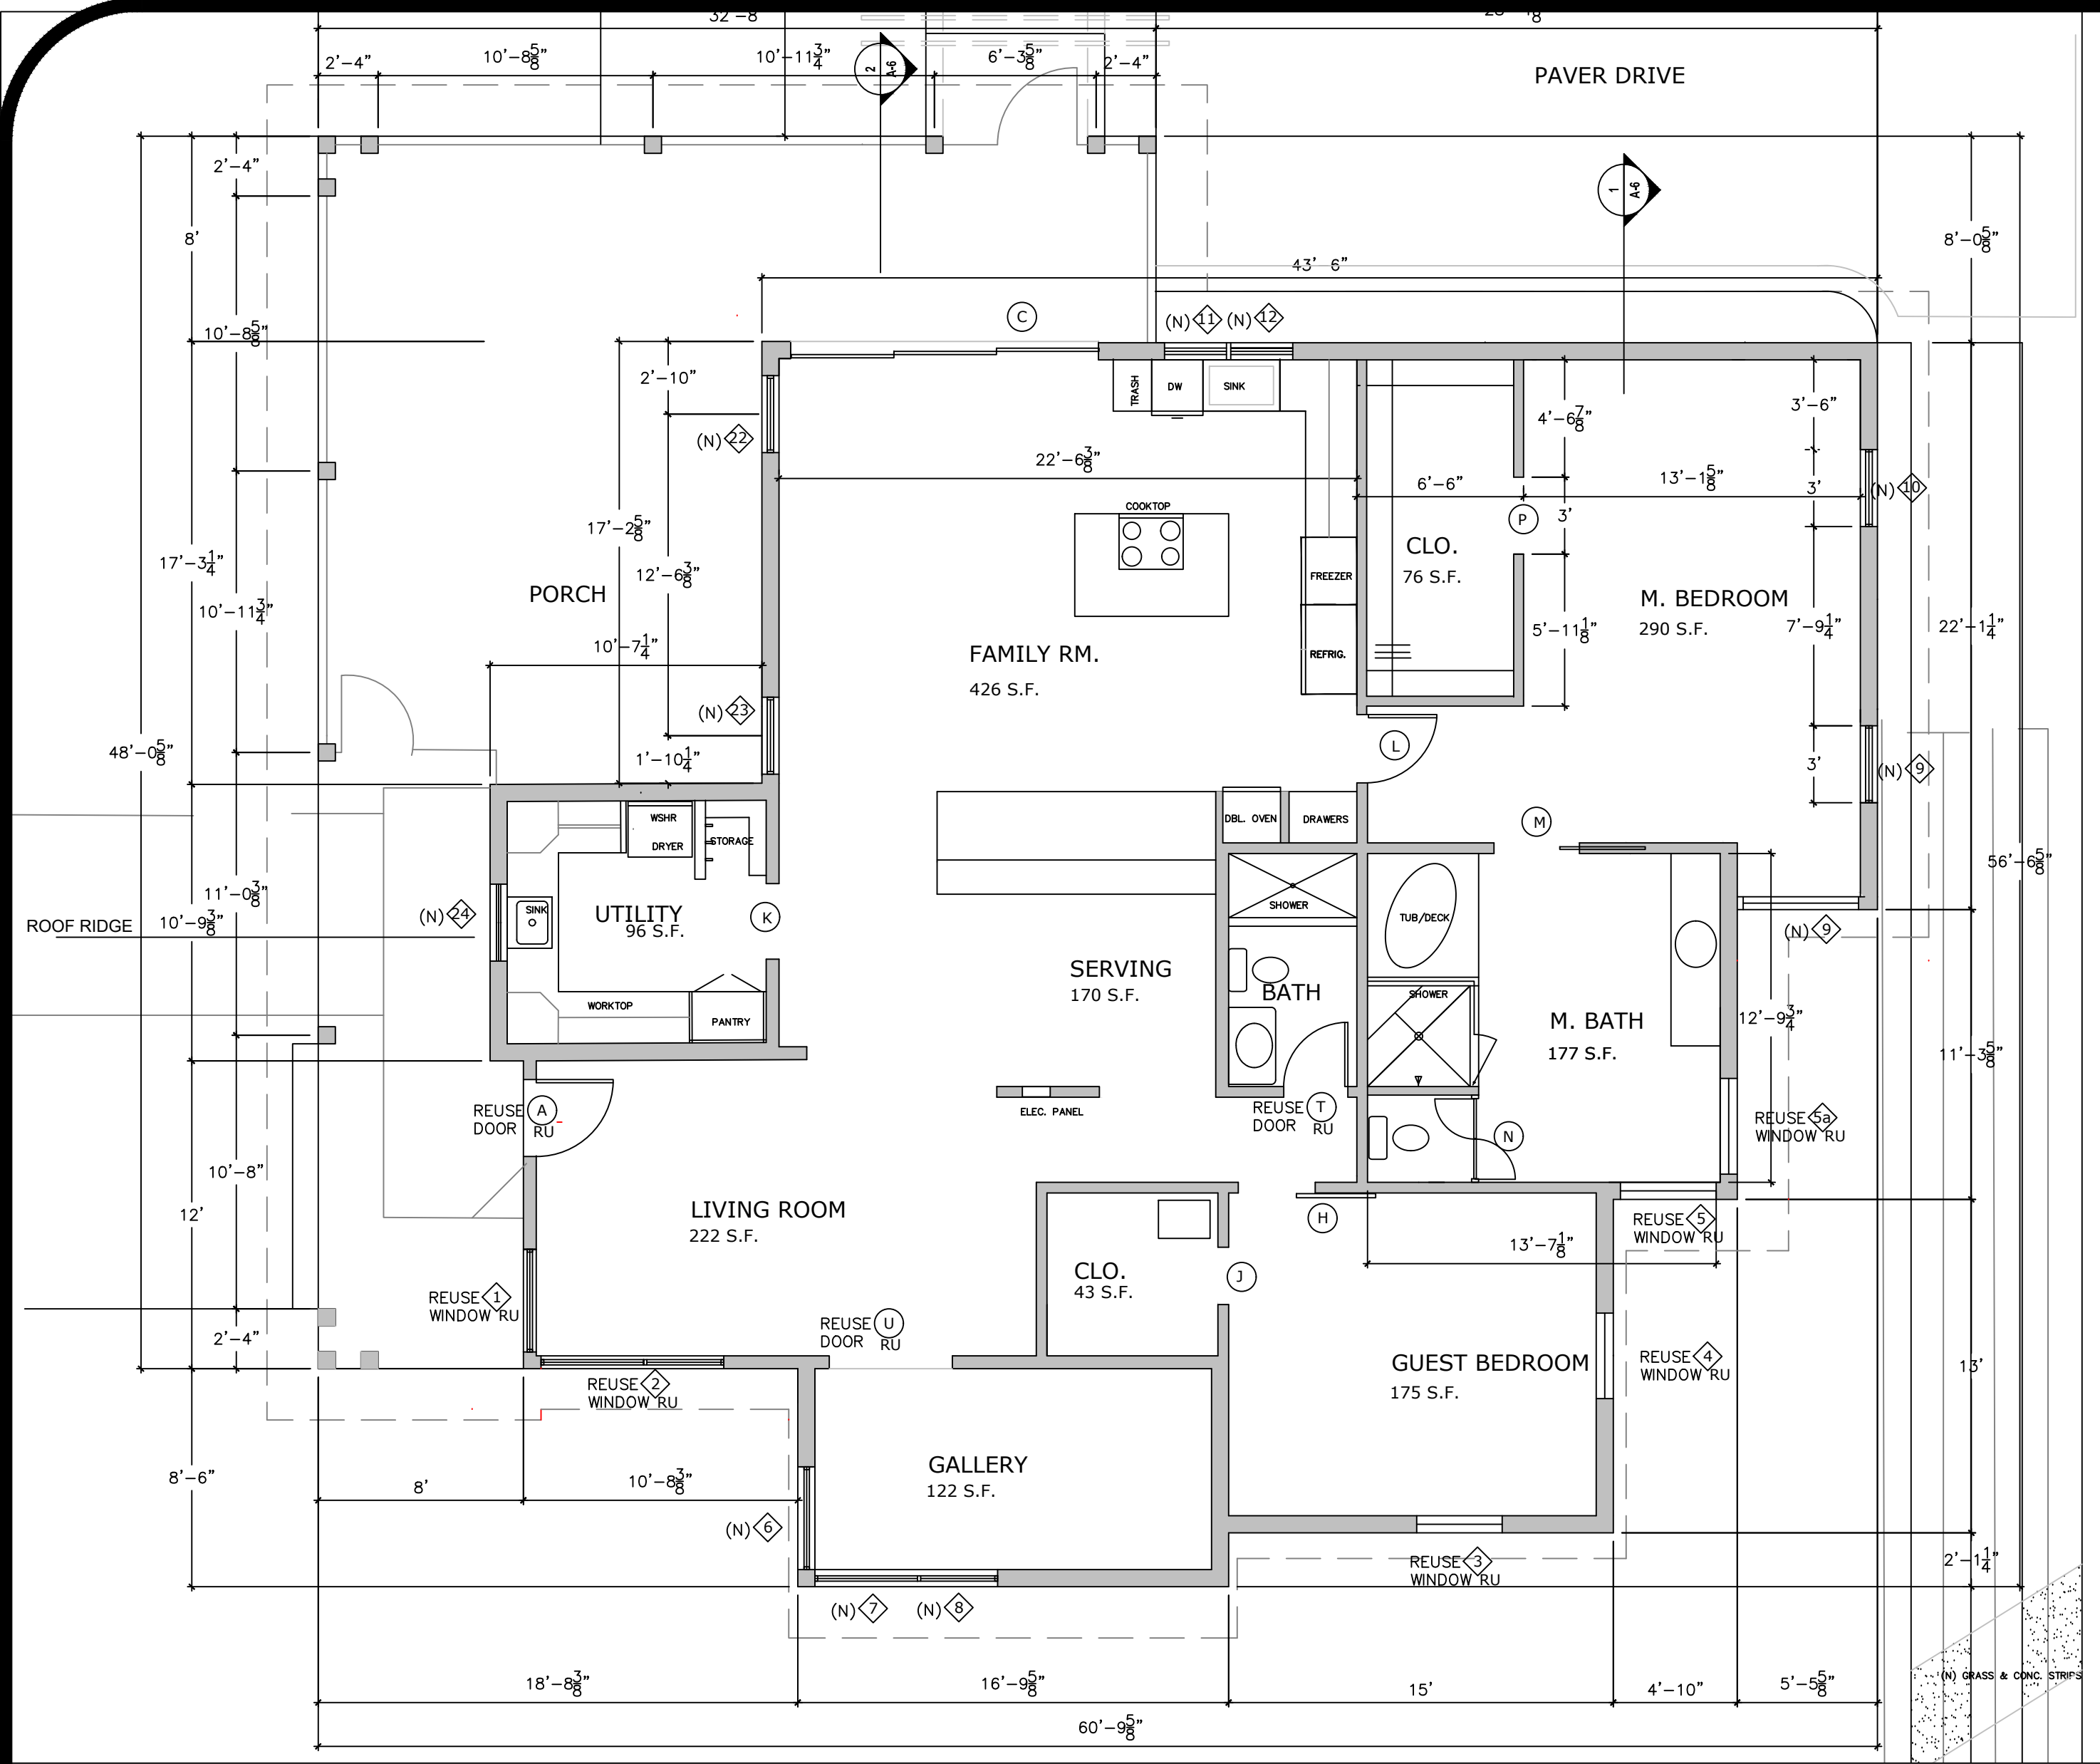 32'-8
10'-8 5/8"
10'-11 3/4"
6'-3 5/8"
2'-4"
2'-4"
2
A-6
PAVER DRIVE
1
A-6
2'-4"
8'
8'-0 5/8"
43'-6"
C
(N) 11
(N) 12
10'-8 5/8"
2'-10"
TRASH
DW
SINK
4'-6 7/8"
3'-6"
(N) 22
22'-6 3/8"
6'-6"
13'-1 5/8"
3'
(N) 10
COOKTOP
P
3'
17'-2 5/8"
CLO.
76 S.F.
17'-3 1/4"
12'-6 3/8"
FREEZER
PORCH
10'-11 3/4"
M. BEDROOM
290 S.F.
5'-11 1/8"
7'-9 1/4"
22'-1 1/4"
10'-7 1/4"
FAMILY RM.
426 S.F.
REFRIG.
(N) 23
L
48'-0 5/8"
1'-10 1/4"
3'
(N) 9
WSHR
DRYER
STORAGE
DBL. OVEN
DRAWERS
M
56'-6 5/8"
11'-0 3/8"
10'-9 3/8"
ROOF RIDGE
(N) 24
SINK
UTILITY
96 S.F.
K
SHOWER
TUB/DECK
(N) 9
SERVING
170 S.F.
BATH
SHOWER
WORKTOP
PANTRY
M. BATH
177 S.F.
12'-9 3/4"
11'-3 5/8"
REUSE A
DOOR RU
ELEC. PANEL
REUSE T
DOOR RU
N
REUSE 5a
WINDOW RU
10'-8"
12'
LIVING ROOM
222 S.F.
H
REUSE 5
WINDOW RU
13'-7 1/8"
CLO.
43 S.F.
J
REUSE 1
WINDOW RU
2'-4"
REUSE U
DOOR RU
GUEST BEDROOM
175 S.F.
REUSE 4
WINDOW RU
13'
REUSE 2
WINDOW RU
8'-6"
8'
10'-8 3/8"
GALLERY
122 S.F.
(N) 6
REUSE 3
WINDOW RU
2'-1 1/4"
(N) 7
(N) 8
(N) GRASS & CONC. STRIPS
18'-8 3/8"
16'-9 5/8"
15'
4'-10"
5'-5 5/8"
60'-9 5/8"